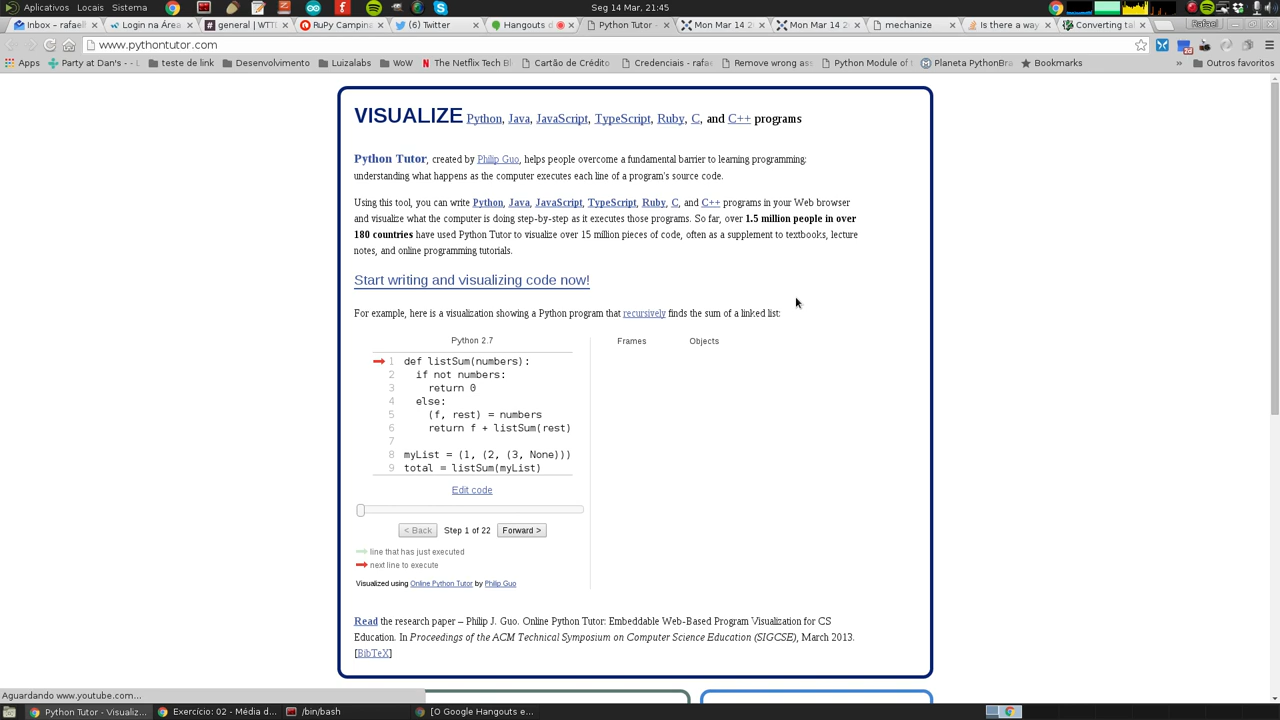 Aplicativos Locais Sistema
Seg 14 Mar, 21:45
Inbox – rafael
Login na Área
general | WTTI
RuPy Campina
(2) Twitter
Hangouts d
Python Tutor -
Mon Mar 14 2
Mon Mar 14 2
mechanize
Is there a way
Converting ta
Rafael
www.pythontutor.com
Apps
Party at Dan's - -
teste de link
Desenvolvimento
Luizalabs
WoW
The Netflix Tech B
Cartão de Crédito
Credenciais - rafa
Remove wrong as
Python Module of
Planeta PythonBra
Bookmarks
»
Outros favoritos
VISUALIZE Python, Java, JavaScript, TypeScript, Ruby, C, and C++ programs
Python Tutor, created by Philip Guo, helps people overcome a fundamental barrier to learning programming:
understanding what happens as the computer executes each line of a program's source code.
Using this tool, you can write Python, Java, JavaScript, TypeScript, Ruby, C, and C++ programs in your Web browser
and visualize what the computer is doing step-by-step as it executes those programs. So far, over 1.5 million people in over
180 countries have used Python Tutor to visualize over 15 million pieces of code, often as a supplement to textbooks, lecture
notes, and online programming tutorials.
Start writing and visualizing code now!
For example, here is a visualization showing a Python program that recursively finds the sum of a linked list:
Python 2.7
Frames Objects
1 def listSum(numbers):
2 if not numbers:
3 return 0
4 else:
5 (f, rest) = numbers
6 return f + listSum(rest)
7
8 myList = (1, (2, (3, None)))
9 total = listSum(myList)
Edit code
< Back Step 1 of 22 Forward >
line that has just executed
next line to execute
Visualized using Online Python Tutor by Philip Guo
Read the research paper – Philip J. Guo. Online Python Tutor: Embeddable Web-Based Program Visualization for CS
Education. In Proceedings of the ACM Technical Symposium on Computer Science Education (SIGCSE), March 2013.
[BibTeX]
Aguardando www.youtube.com...
Python Tutor - Visualiz...
Exercício: 02 - Média d...
/bin/bash
[O Google Hangouts e...